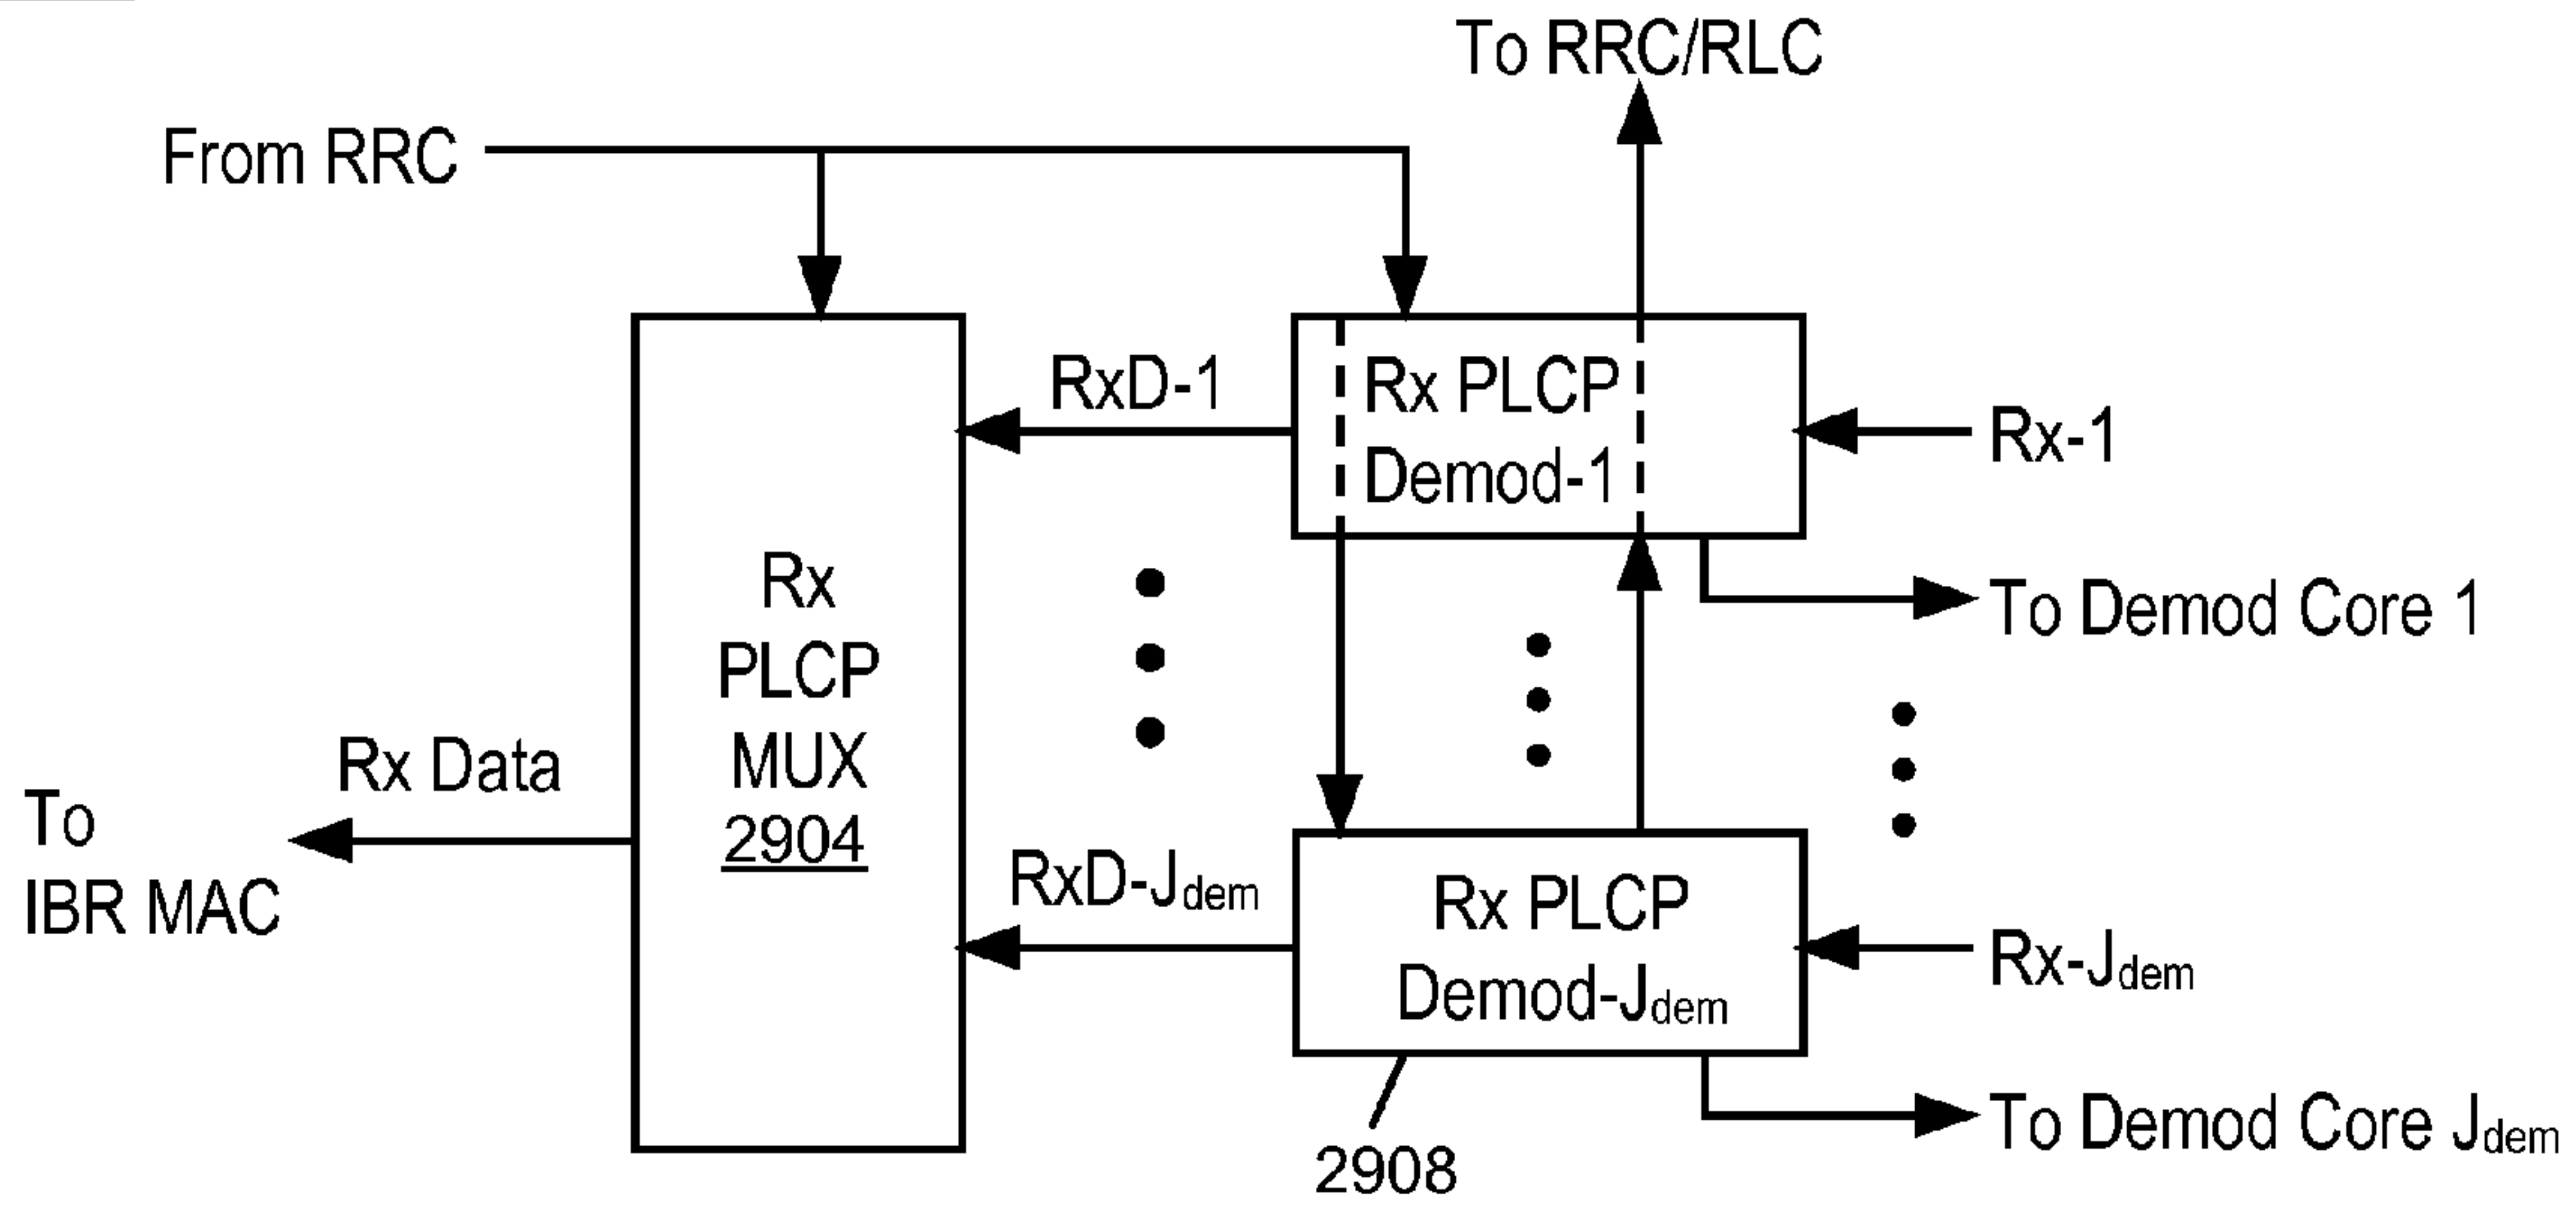 To RRC/RLC
From RRC
RxD-1
Rx PLCP
Demod-1
Rx-1
To Demod Core 1
Rx
PLCP
MUX
2904
Rx Data
To
IBR MAC
RxD-Jdem
Rx PLCP
Demod-Jdem
Rx-Jdem
To Demod Core Jdem
2908